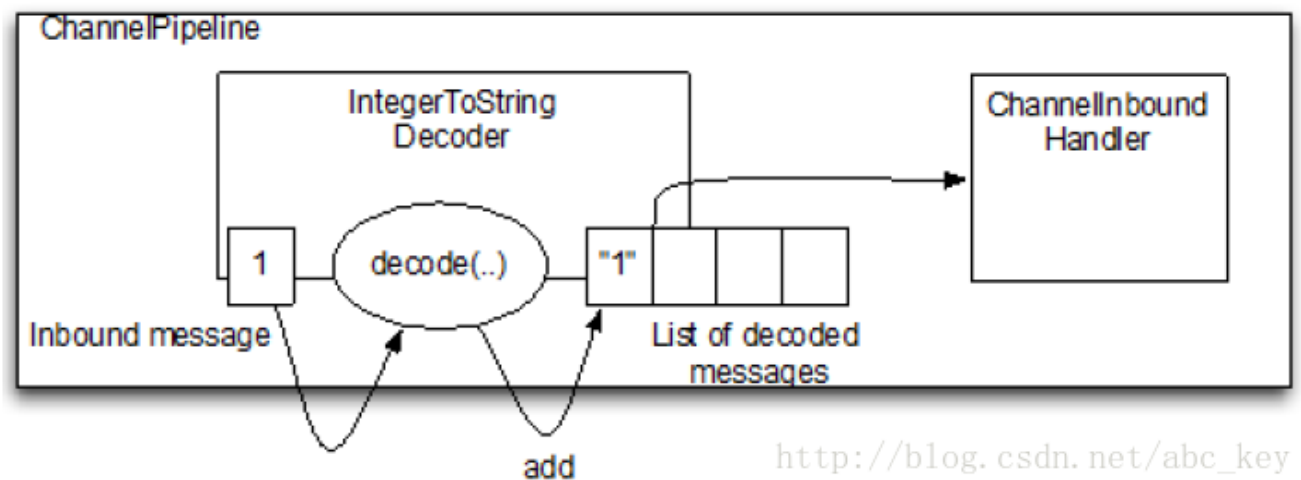 ChannelPipeline
IntegerToString
Decoder
ChannelInbound
Handler
1
decode(..)
"1"
Inbound message
List of decoded
messages
add
http://blog.csdn.net/abc_key